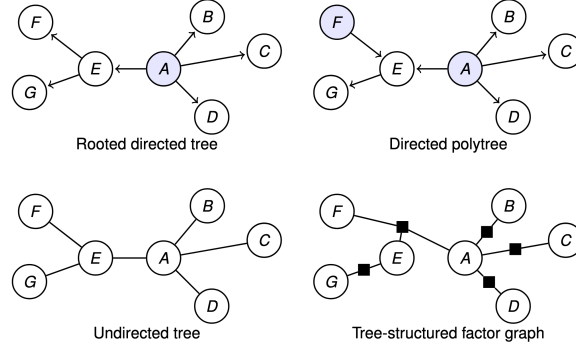 F
B
E
A
C
G
D
Rooted directed tree
F
B
E
A
C
G
D
Directed polytree
F
B
E
A
C
G
D
Undirected tree
F
B
E
A
C
G
D
Tree-structured factor graph